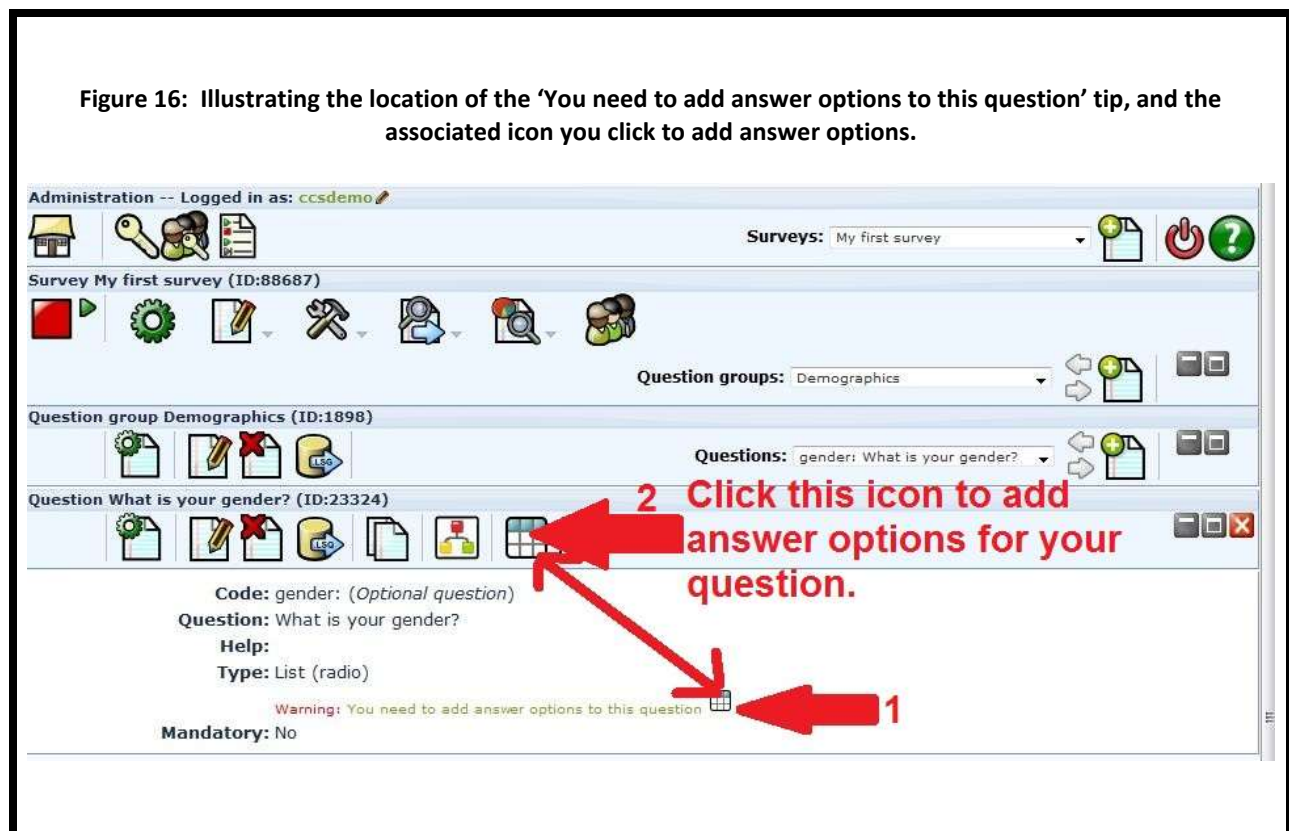 Figure 16:  Illustrating the location of the ‘You need to add answer options to this question’ tip, and the
associated icon you click to add answer options.
Administration -- Logged in as: ccsdemo
Surveys: My first survey
Survey My first survey (ID:88687)
Question groups: Demographics
Question group Demographics (ID:1898)
LSG
Questions: gender: What is your gender?
Question What is your gender? (ID:23324)
LSG
2 Click this icon to add
answer options for your
question.
Code: gender: (Optional question)
Question: What is your gender?
Help:
Type: List (radio)
Warning: You need to add answer options to this question
1
Mandatory: No